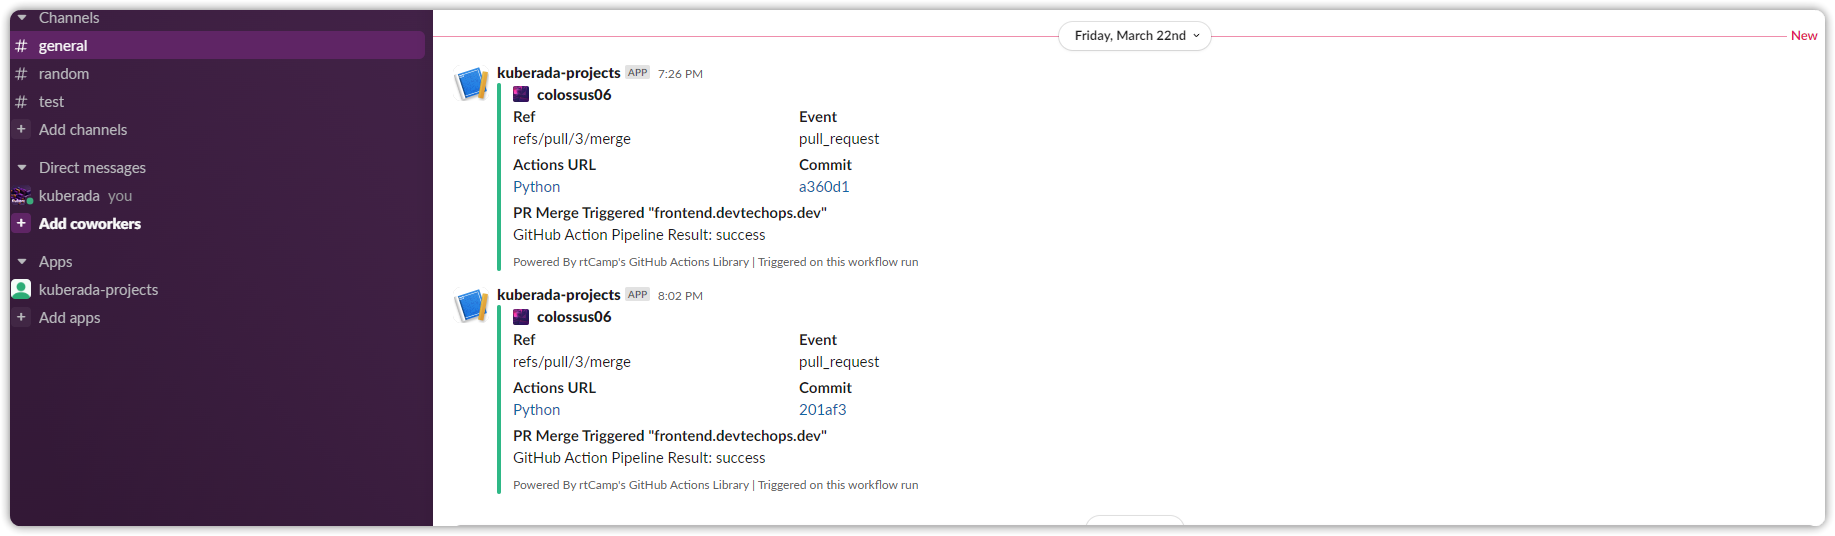 Channels
# general
# random
# test
+ Add channels
Direct messages
kuberada you
+ Add coworkers
Apps
kuberada-projects
+ Add apps
Friday, March 22nd
New
kuberada-projects APP 7:26 PM
colossus06
Ref Event
refs/pull/3/merge pull_request
Actions URL Commit
Python a360d1
PR Merge Triggered "frontend.devtechops.dev"
GitHub Action Pipeline Result: success
Powered By rtCamp's GitHub Actions Library | Triggered on this workflow run
kuberada-projects APP 8:02 PM
colossus06
Ref Event
refs/pull/3/merge pull_request
Actions URL Commit
Python 201af3
PR Merge Triggered "frontend.devtechops.dev"
GitHub Action Pipeline Result: success
Powered By rtCamp's GitHub Actions Library | Triggered on this workflow run